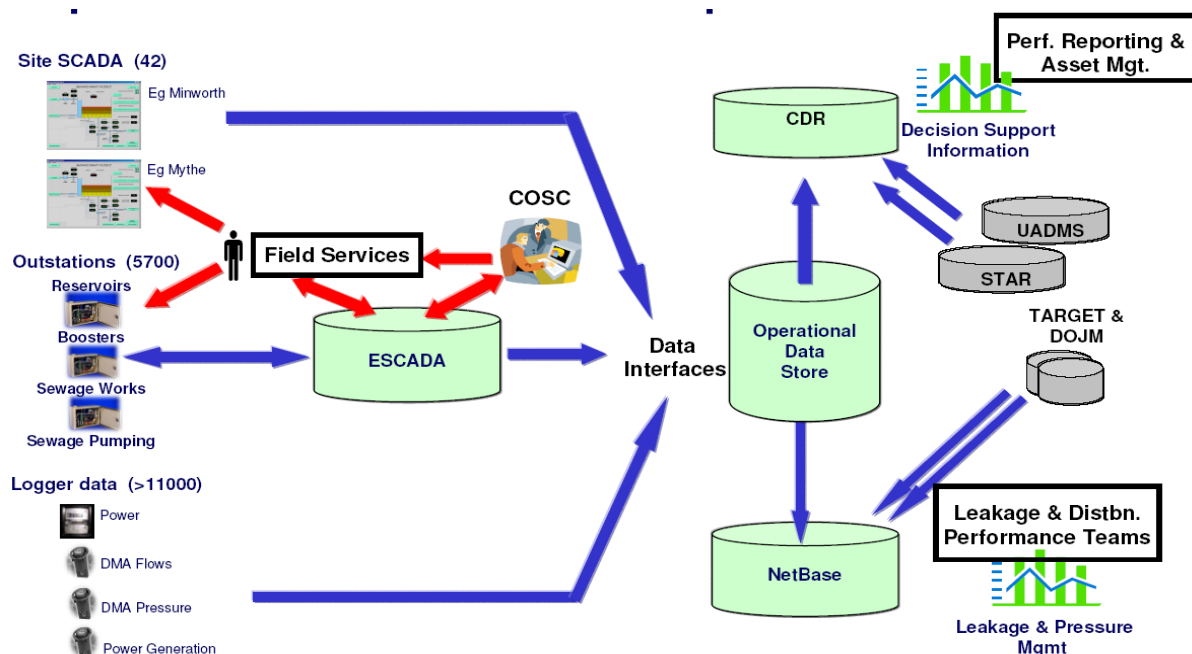 Site SCADA (42)
Eg Minworth
Eg Mythe
Outstations (5700)
Reservoirs
Boosters
Sewage Works
Sewage Pumping
Logger data (>11000)
Power
DMA Flows
DMA Pressure
Power Generation
Field Services
COSC
ESCADA
Data
Interfaces
Perf. Reporting &
Asset Mgt.
CDR
Decision Support
Information
UADMS
STAR
Operational
Data
Store
TARGET &
DOJM
NetBase
Leakage & Distbn.
Performance Teams
Leakage & Pressure
Mgmt